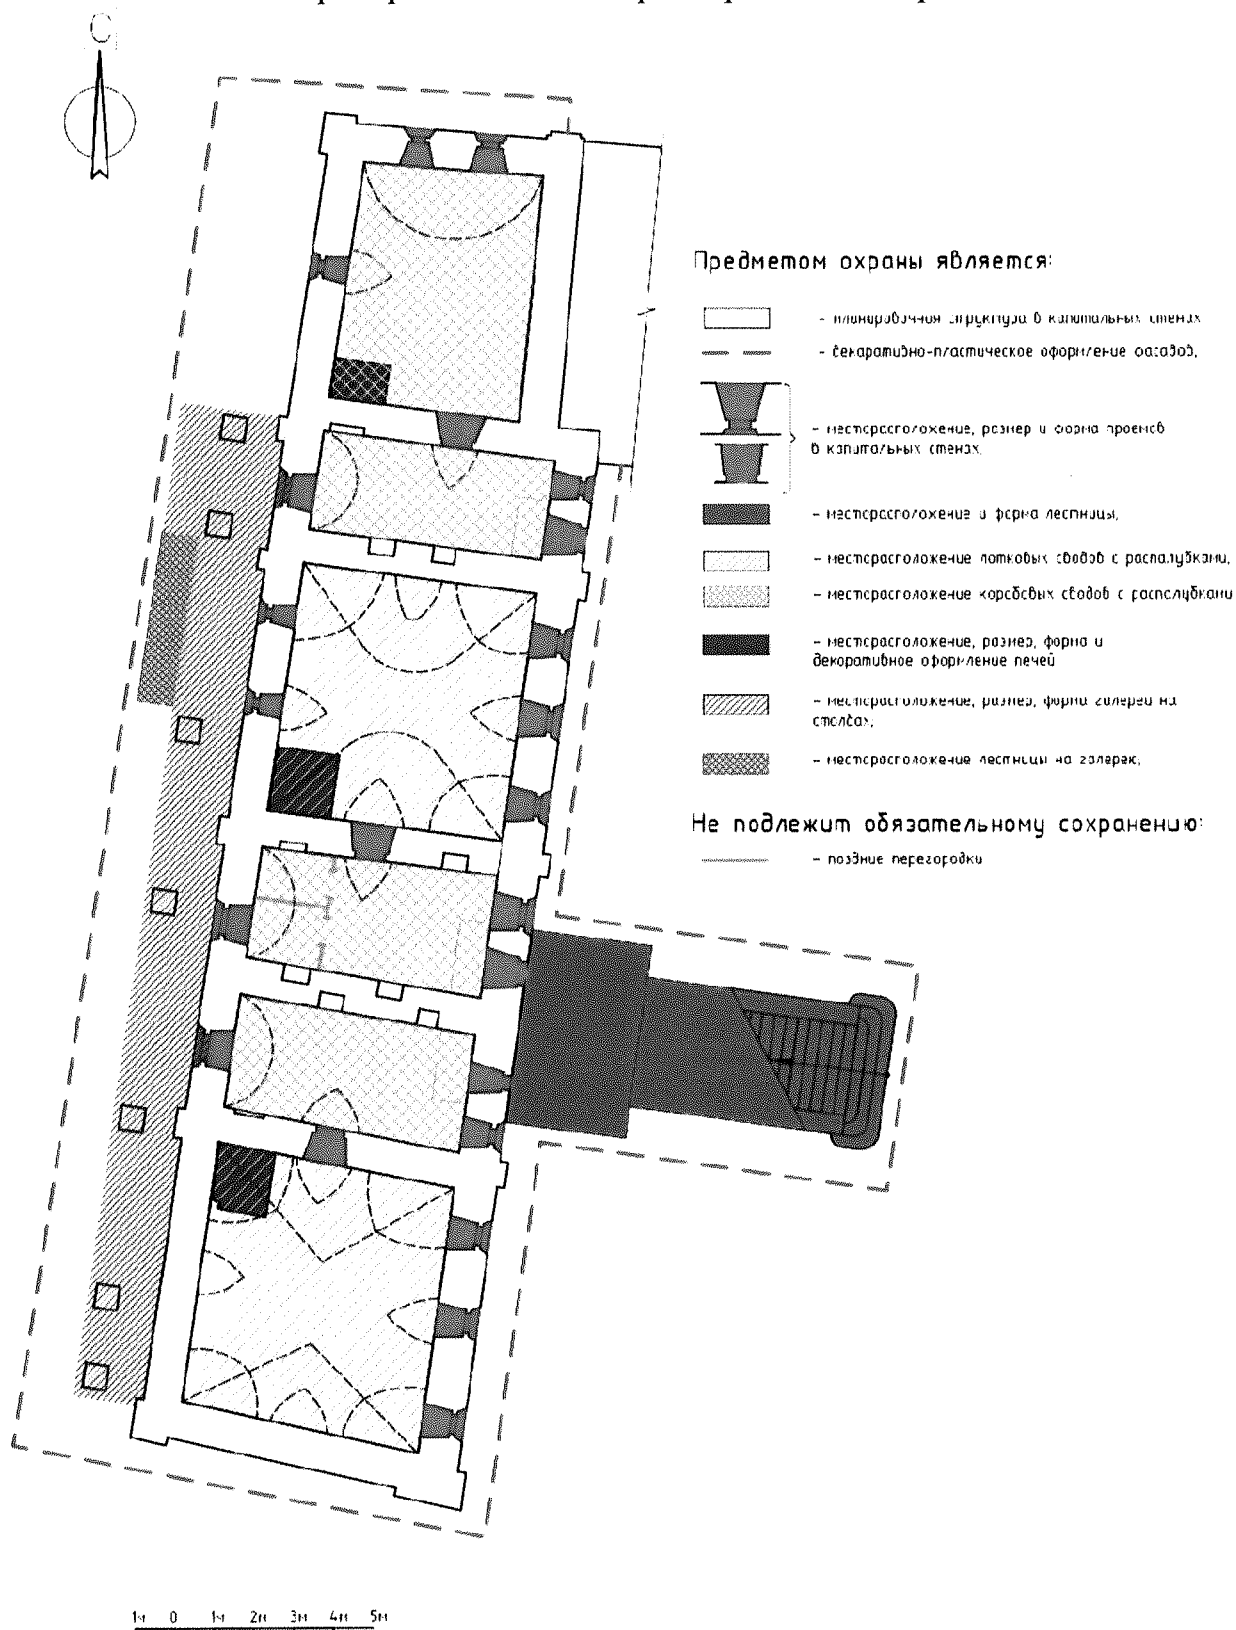 С
Предметом охраны является:
- планировочная структура в капитальных стенах
- декоративно-пластическое оформление фасадов,
- месторасположение, размер и форма проемов
в капитальных стенах
- месторасположение и форма лестницы,
- месторасположение лотковых сводов с распалубками,
- месторасположение коробовых сводов с распалубками
- месторасположение, размер, форма и
декоративное оформление печей
- месторасположение, размер, форма галереи на
столбах,
- месторасположение лестницы на галерею,
Не подлежит обязательному сохранению:
- поздние перегородки
1м 0 1м 2м 3м 4м 5м